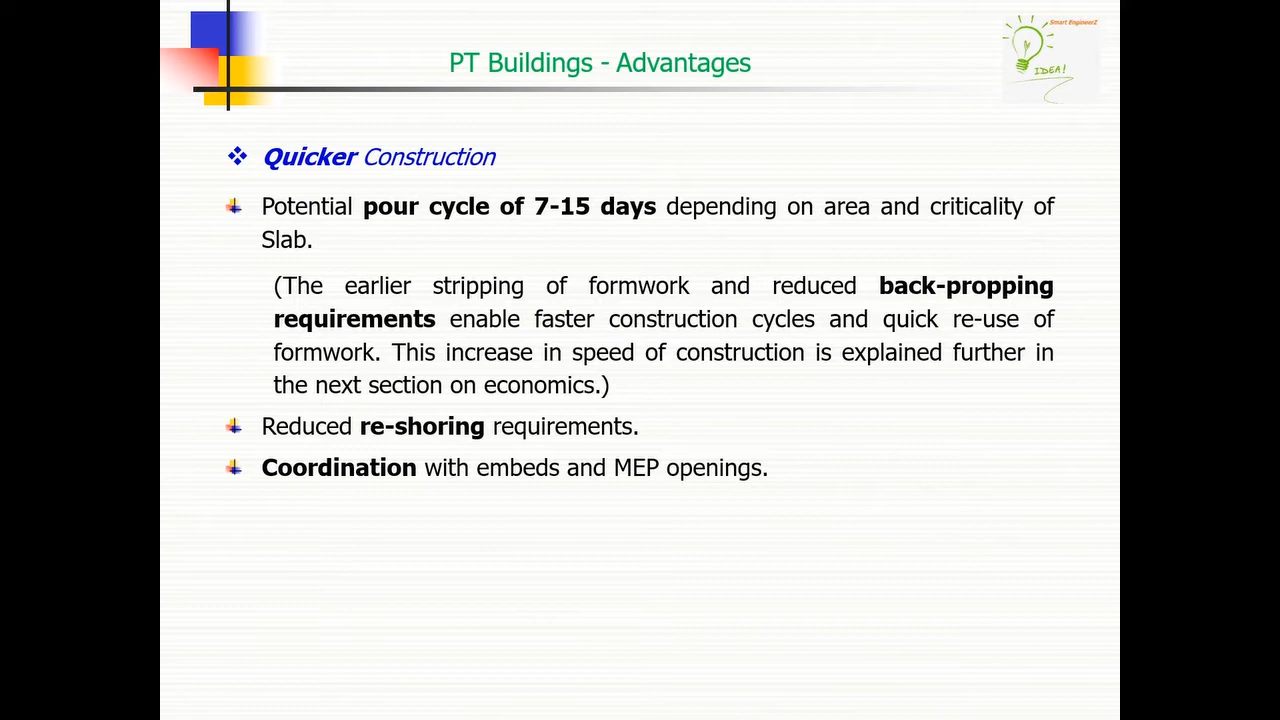 PT Buildings - Advantages
Smart EngineerZ
IDEA!
Quicker Construction
Potential pour cycle of 7-15 days depending on area and criticality of
Slab.
(The earlier stripping of formwork and reduced back-propping
requirements enable faster construction cycles and quick re-use of
formwork. This increase in speed of construction is explained further in
the next section on economics.)
Reduced re-shoring requirements.
Coordination with embeds and MEP openings.